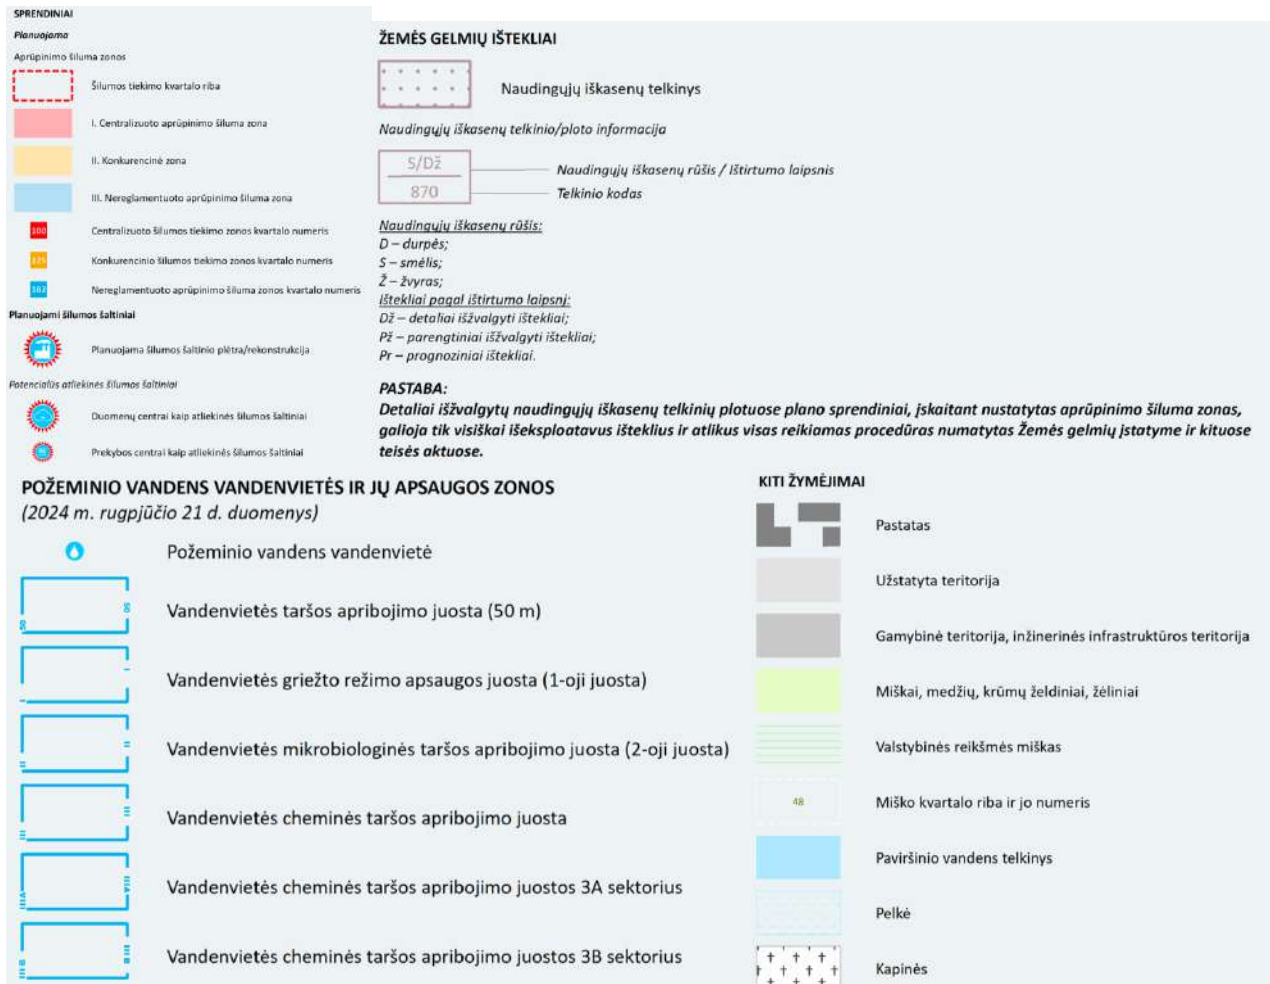 SPRENDINIAI
Planuojama
Aprūpinimo šiluma zonos
Šilumos tiekimo kvartalo riba
I. Centralizuoto aprūpinimo šiluma zona
II. Konkurencinė zona
III. Nereglamentuoto aprūpinimo šiluma zona
100
Centralizuoto šilumos tiekimo zonos kvartalo numeris
Konkurencinio šilumos tiekimo zonos kvartalo numeris
Nereglamentuoto aprūpinimo šiluma zonos kvartalo numeris
Planuojami šilumos šaltiniai
Planuojama šilumos šaltinio plėtra/rekonstrukcija
Potencialūs atliekinės šilumos šaltiniai
Duomenų centrai kaip atliekinės šilumos šaltiniai
Prekybos centrai kaip atliekinės šilumos šaltiniai
ŽEMĖS GELMIŲ IŠTEKLIAI
Naudingųjų iškasenų telkinys
Naudingųjų iškasenų telkinio/ploto informacija
S/Dž
Naudingųjų iškasenų rūšis / Ištirtumo laipsnis
870
Telkinio kodas
Naudingųjų iškasenų rūšis:
D – durpės;
S – smėlis;
Ž – žvyras;
Ištekliai pagal ištirtumo laipsnį:
Dž – detaliai išžvalgyti ištekliai;
Pž – parengtiniai išžvalgyti ištekliai;
Pr – prognoziniai ištekliai.
PASTABA:
Detaliai išžvalgytų naudingųjų iškasenų telkinių plotuose plano sprendiniai, įskaitant nustatytas aprūpinimo šiluma zonas,
galioja tik visiškai išeksploatavus išteklius ir atlikus visas reikiamas procedūras numatytas Žemės gelmių įstatyme ir kituose
teisės aktuose.
POŽEMINIO VANDENS VANDENVIETĖS IR JŲ APSAUGOS ZONOS
(2024 m. rugpjūčio 21 d. duomenys)
Požeminio vandens vandenvietė
50
50
Vandenvietės taršos apribojimo juosta (50 m)
I
I
Vandenvietės griežto režimo apsaugos juosta (1-oji juosta)
II
II
Vandenvietės mikrobiologinės taršos apribojimo juosta (2-oji juosta)
III
III
Vandenvietės cheminės taršos apribojimo juosta
IIIA
IIIA
Vandenvietės cheminės taršos apribojimo juostos 3A sektorius
III B
III B
Vandenvietės cheminės taršos apribojimo juostos 3B sektorius
KITI ŽYMĖJIMAI
Pastatas
Užstatyta teritorija
Gamybinė teritorija, inžinerinės infrastruktūros teritorija
Miškai, medžių, krūmų želdiniai, žėliniai
Valstybinės reikšmės miškas
48
Miško kvartalo riba ir jo numeris
Paviršinio vandens telkinys
Pelkė
Kapinės